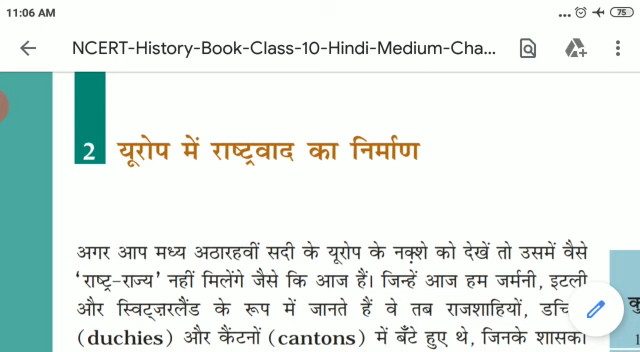 11:06 AM
... 75
NCERT-History-Book-Class-10-Hindi-Medium-Cha...
2 यूरोप में राष्ट्रवाद का निर्माण
अगर आप मध्य अठारहवीं सदी के यूरोप के नक़्शे को देखें तो उसमें वैसे
‘राष्ट्र-राज्य’ नहीं मिलेंगे जैसे कि आज हैं। जिन्हें आज हम जर्मनी, इटली
और स्विट्ज़रलैंड के रूप में जानते हैं वे तब राजशाहियों,
(duchies) और कैंटनों (cantons) में बँटे हुए थे, जिनके शासकों